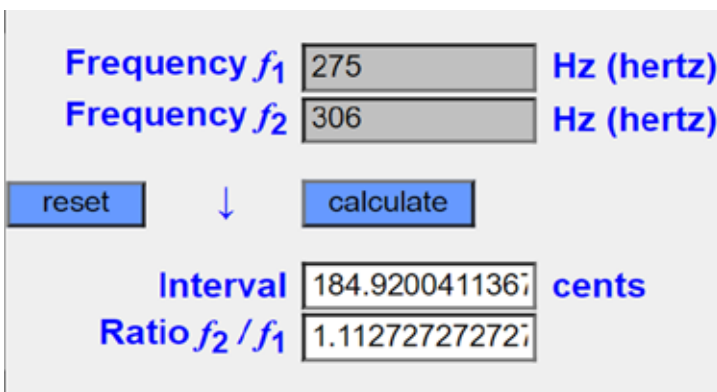 Frequency f1 275 Hz (hertz)
Frequency f2 306 Hz (hertz)
reset ↓ calculate
Interval 184.9200411367 cents
Ratio f2 / f1 1.112727272727